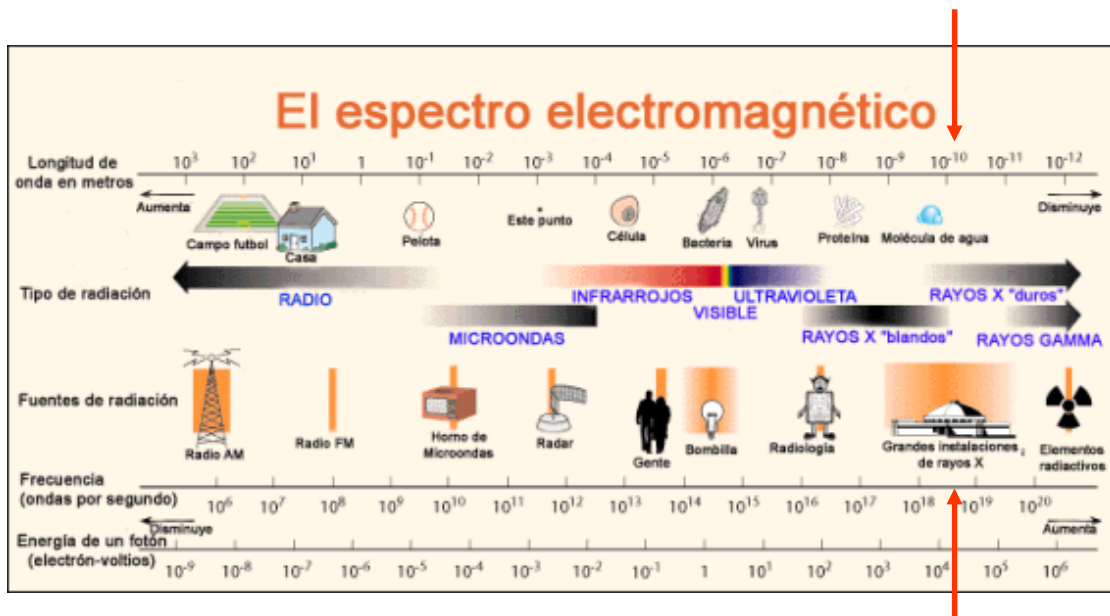 El espectro electromagnético
Longitud de
onda en metros
10³ 10² 10¹ 1 10⁻¹ 10⁻² 10⁻³ 10⁻⁴ 10⁻⁵ 10⁻⁶ 10⁻⁷ 10⁻⁸ 10⁻⁹ 10⁻¹⁰ 10⁻¹¹ 10⁻¹²
Aumenta
Disminuye
Campo futbol
Casa
Pelota
Este punto
Célula
Bacteria
Virus
Proteína
Molécula de agua
Tipo de radiación
RADIO
INFRARROJOS
ULTRAVIOLETA
RAYOS X "duros"
MICROONDAS
VISIBLE
RAYOS X "blandos"
RAYOS GAMMA
Fuentes de radiación
Radio AM
Radio FM
Horno de
Microondas
Radar
Gente
Bombilla
Radiología
Grandes instalaciones
de rayos X
Elementos
radiactivos
Frecuencia
(ondas por segundo)
10⁶ 10⁷ 10⁸ 10⁹ 10¹⁰ 10¹¹ 10¹² 10¹³ 10¹⁴ 10¹⁵ 10¹⁶ 10¹⁷ 10¹⁸ 10¹⁹ 10²⁰
Disminuye
Aumenta
Energía de un fotón
(electrón-voltios)
10⁻⁹ 10⁻⁸ 10⁻⁷ 10⁻⁶ 10⁻⁵ 10⁻⁴ 10⁻³ 10⁻² 10⁻¹ 1 10¹ 10² 10³ 10⁴ 10⁵ 10⁶